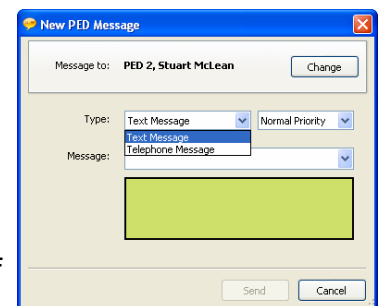 New PED Message
Message to: PED 2, Stuart McLean Change
Type: Text Message Normal Priority
Text Message
Telephone Message
Message:
Send Cancel